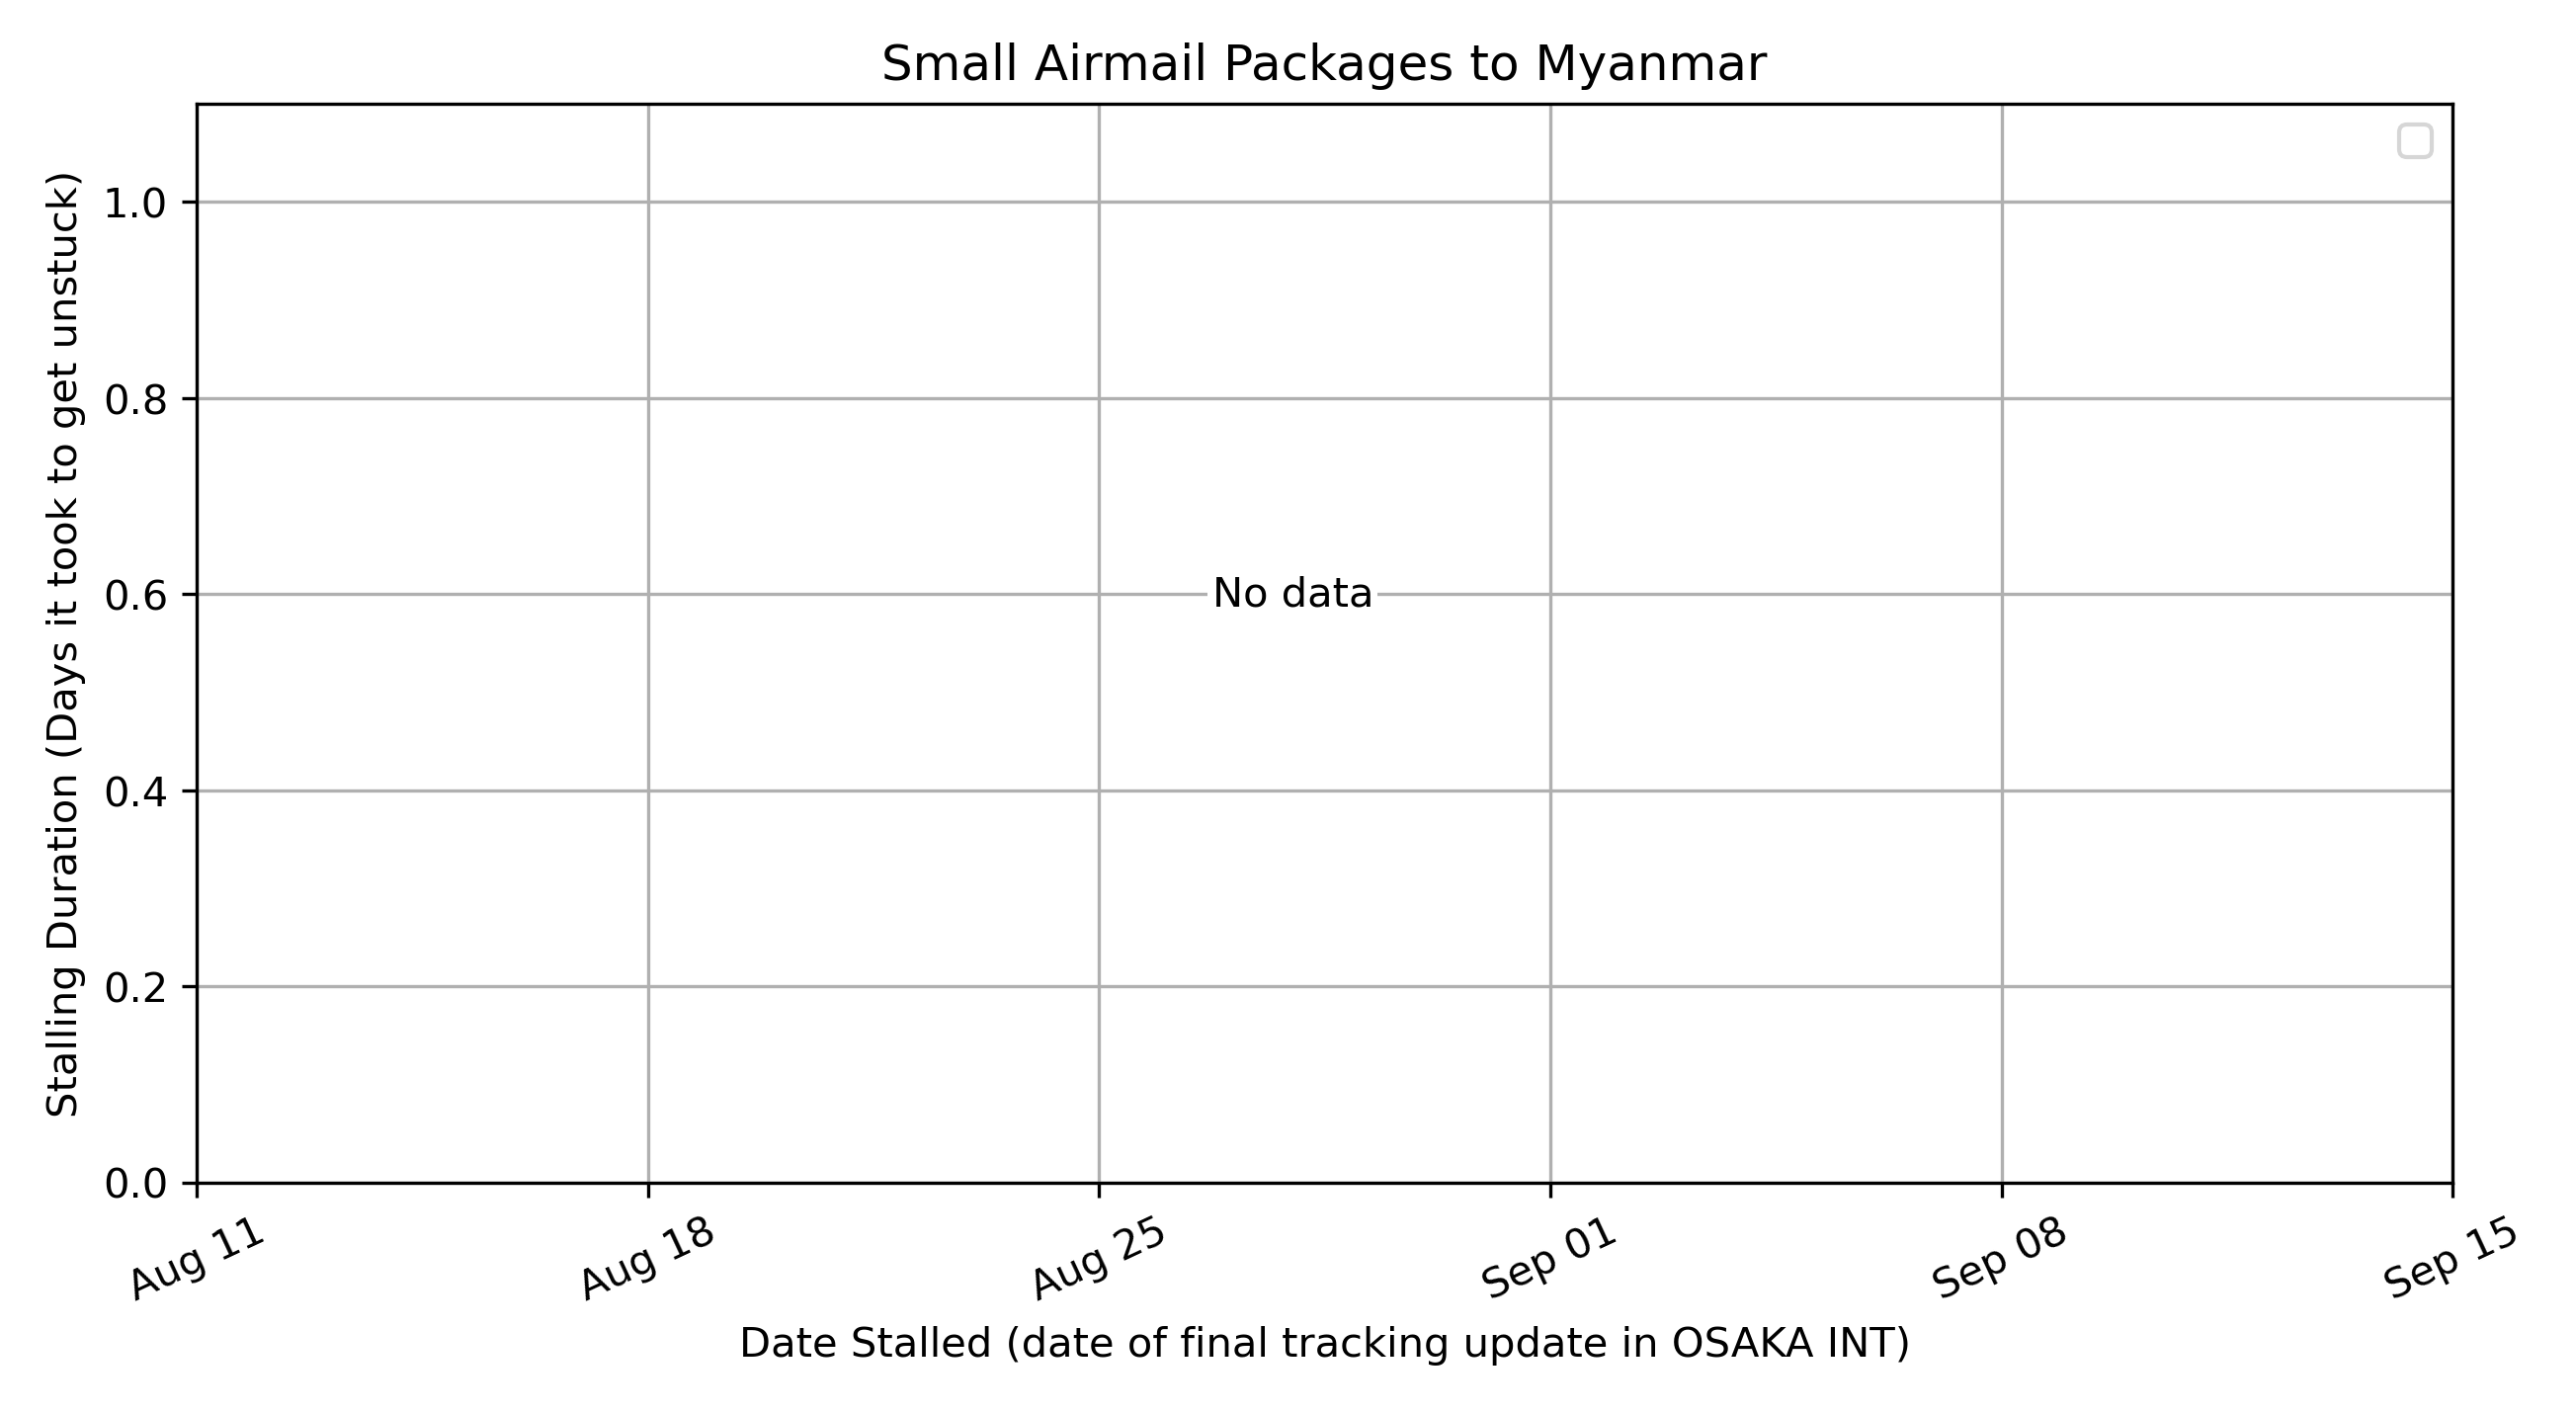 Small Airmail Packages to Myanmar
Stalling Duration (Days it took to get unstuck)
1.0
0.8
0.6
0.4
0.2
0.0
No data
Aug 11
Aug 18
Aug 25
Sep 01
Sep 08
Sep 15
Date Stalled (date of final tracking update in OSAKA INT)